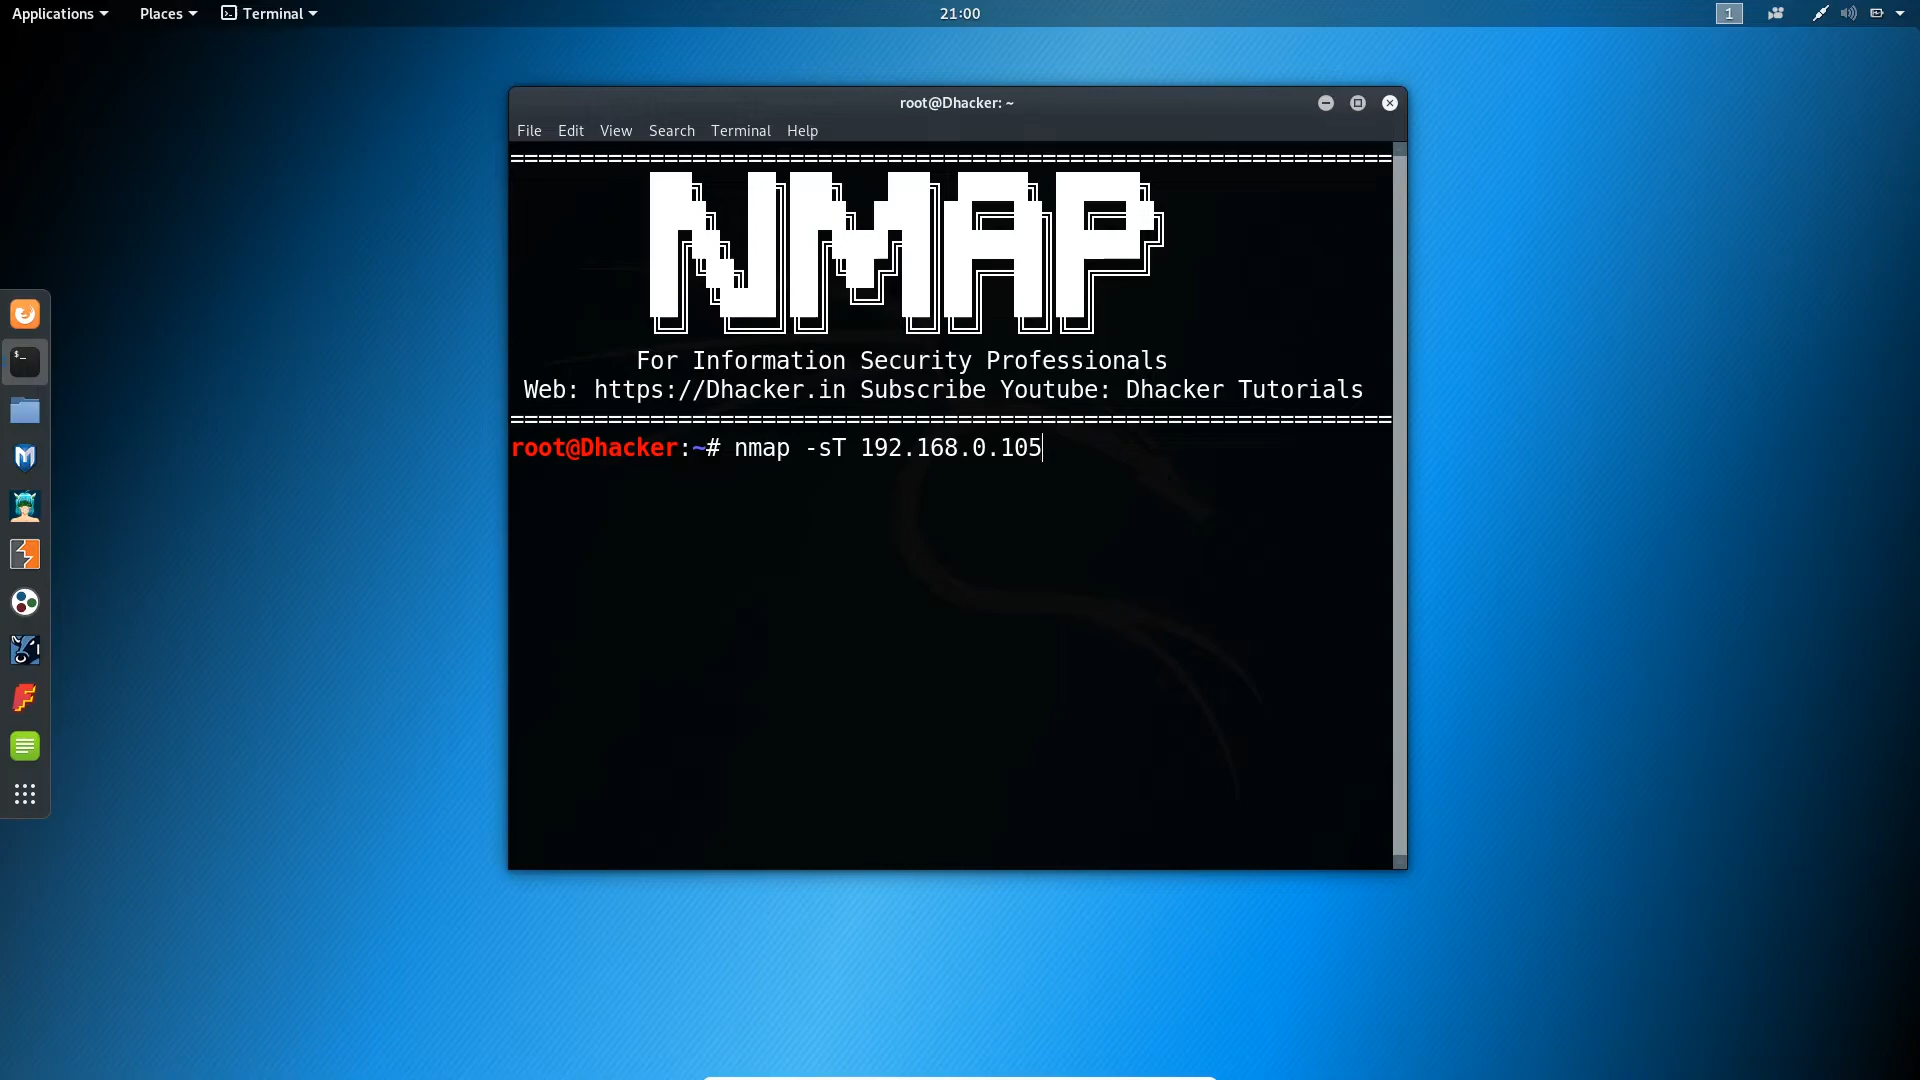 Applications Places Terminal 21:00 1
root@Dhacker: ~
File Edit View Search Terminal Help
===============================================================
NMAP
For Information Security Professionals
Web: https://Dhacker.in Subscribe Youtube: Dhacker Tutorials
===============================================================
root@Dhacker:~# nmap -sT 192.168.0.105